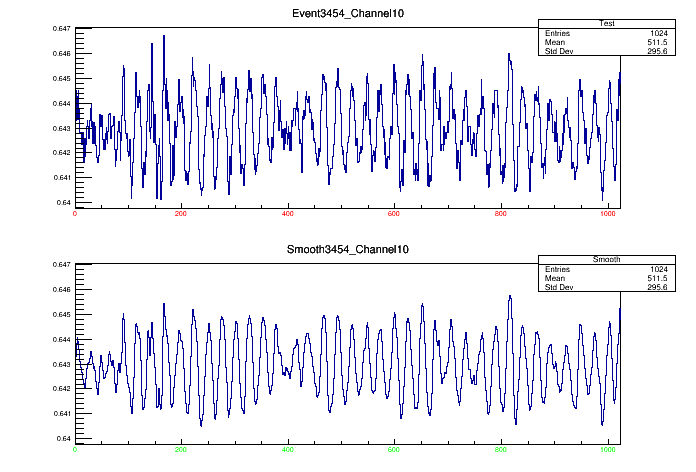 Event3454_Channel10
Test
Entries 1024
Mean 511.5
Std Dev 295.6
0.647
0.646
0.645
0.644
0.643
0.642
0.641
0.64
0 200 400 600 800 1000
Smooth3454_Channel10
Smooth
Entries 1024
Mean 511.5
Std Dev 295.6
0.647
0.646
0.645
0.644
0.643
0.642
0.641
0.64
0 200 400 600 800 1000